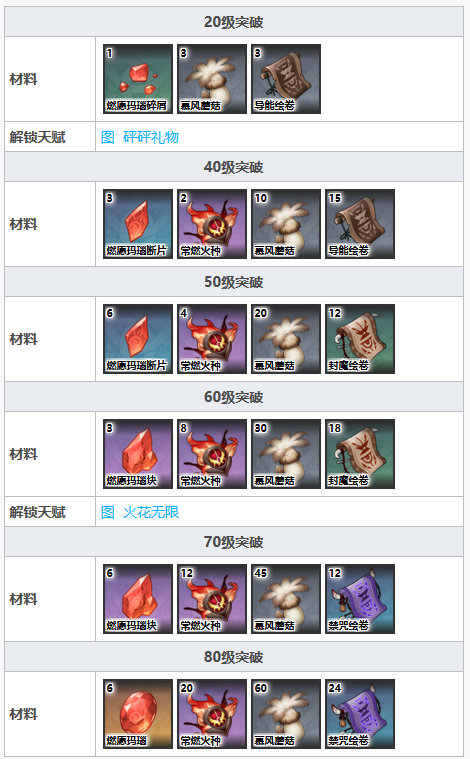 20级突破
材料
1
3
3
燃愿玛瑙碎屑
慕风蘑菇
导能绘卷
解锁天赋
图 砰砰礼物
40级突破
材料
3
2
10
15
燃愿玛瑙断片
常燃火种
慕风蘑菇
导能绘卷
50级突破
材料
6
4
20
12
燃愿玛瑙断片
常燃火种
慕风蘑菇
封魔绘卷
60级突破
材料
3
8
30
18
燃愿玛瑙块
常燃火种
慕风蘑菇
封魔绘卷
解锁天赋
图 火花无限
70级突破
材料
6
12
45
12
燃愿玛瑙块
常燃火种
慕风蘑菇
禁咒绘卷
80级突破
材料
6
20
60
24
燃愿玛瑙
常燃火种
慕风蘑菇
禁咒绘卷